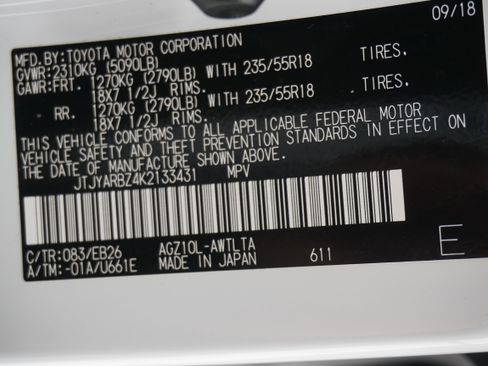 09/18
MFD.BY:TOYOTA MOTOR CORPORATION
GVWR:2310KG (5090LB)
GAWR:FRT. 1270KG (2790LB) WITH 235/55R18 TIRES.
18X7 1/2J RIMS.
RR. 1270KG (2790LB) WITH 235/55R18 TIRES.
18X7 1/2J RIMS.
THIS VEHICLE CONFORMS TO ALL APPLICABLE FEDERAL MOTOR
VEHICLE SAFETY AND THEFT PREVENTION STANDARDS IN EFFECT ON
THE DATE OF MANUFACTURE SHOWN ABOVE.
JTJYARBZ4K2133431 MPV
C/TR:083/EB26 AGZ10L-AWTLTA
A/TM:-01A/U661E MADE IN JAPAN 611 E